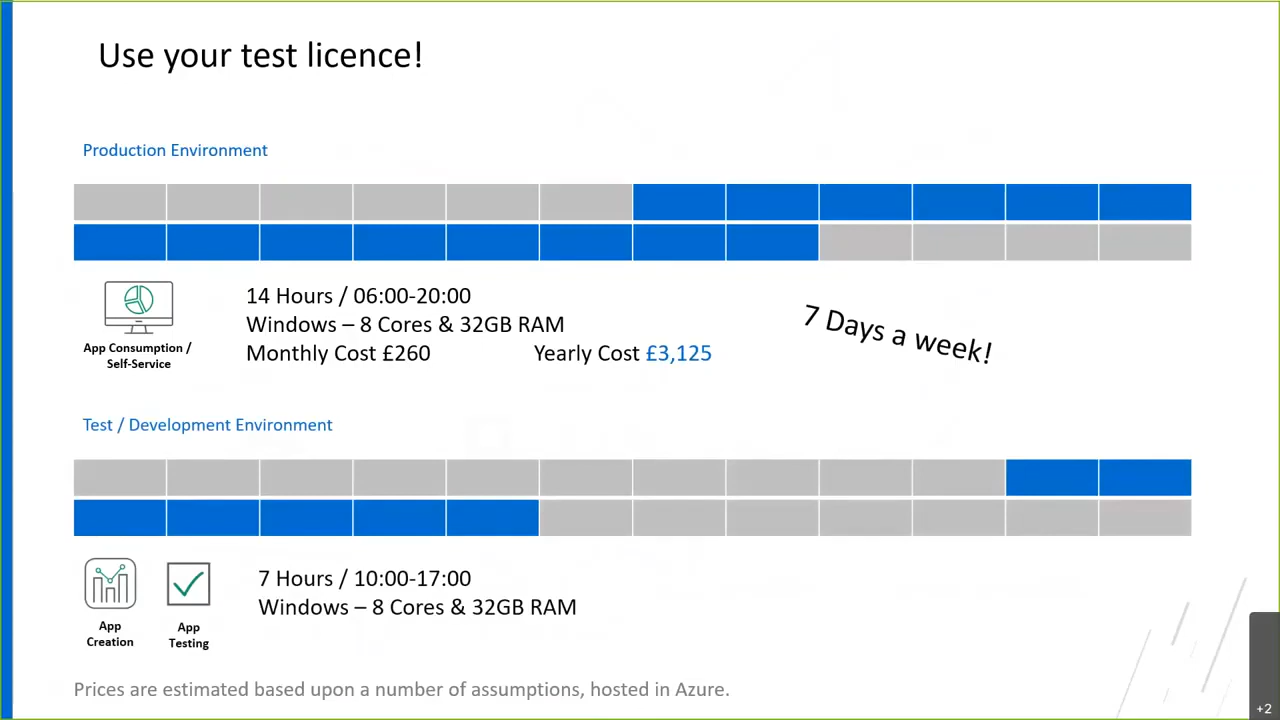 Use your test licence!
Production Environment
14 Hours / 06:00-20:00
Windows – 8 Cores & 32GB RAM
Monthly Cost £260 Yearly Cost £3,125
App Consumption /
Self-Service
7 Days a week!
Test / Development Environment
7 Hours / 10:00-17:00
Windows – 8 Cores & 32GB RAM
App
Creation
App
Testing
Prices are estimated based upon a number of assumptions, hosted in Azure.
+2